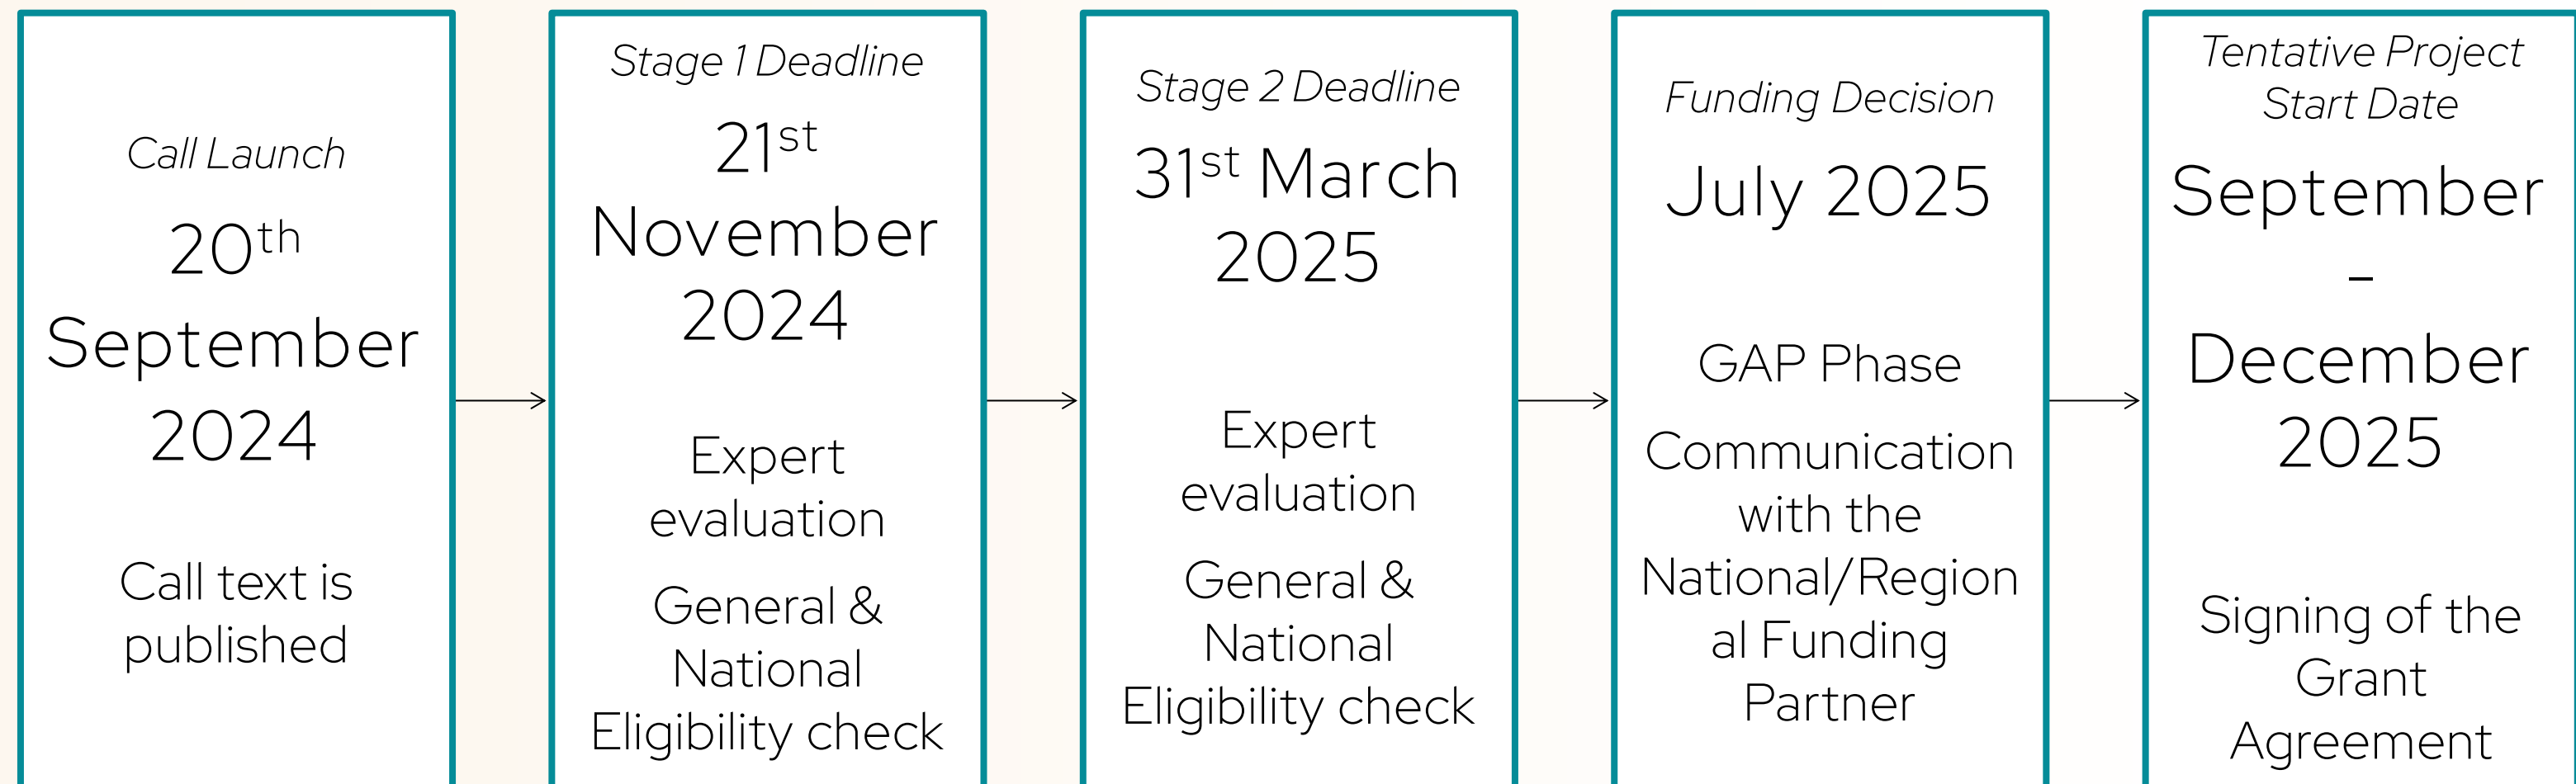 Call Launch
20th
September
2024
Call text is
published
Stage 1 Deadline
21st
November
2024
Expert
evaluation
General &
National
Eligibility check
Stage 2 Deadline
31st March
2025
Expert
evaluation
General &
National
Eligibility check
Funding Decision
July 2025
GAP Phase
Communication
with the
National/Region
al Funding
Partner
Tentative Project
Start Date
September
–
December
2025
Signing of the
Grant
Agreement